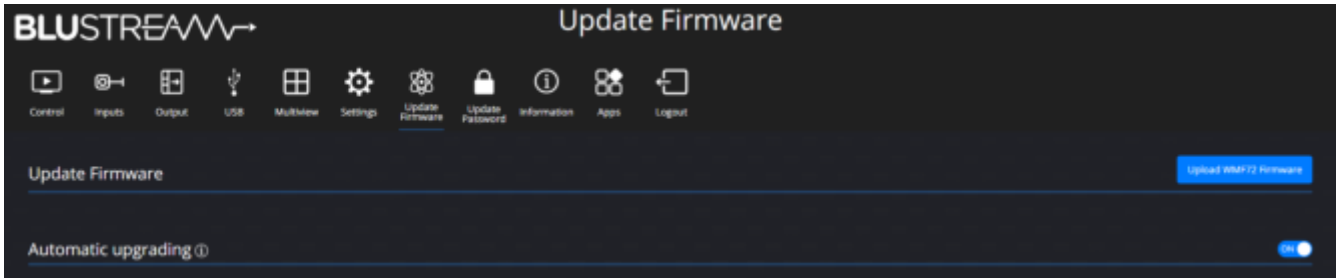 BLUSTREAM
Update Firmware
Control
Inputs
Output
USB
Multiview
Settings
Update
Firmware
Update
Password
Information
Apps
Logout
Update Firmware
Upload WMF72 Firmware
Automatic upgrading
ON